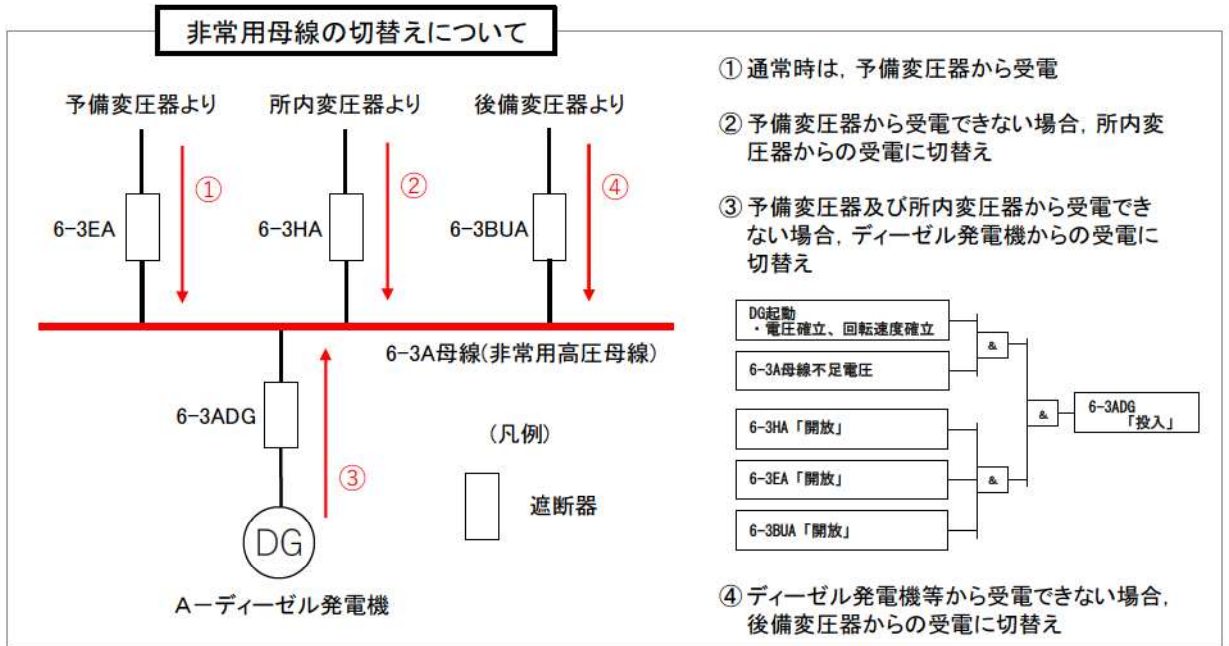 非常用母線の切替えについて
予備変圧器より
所内変圧器より
後備変圧器より
①
②
④
6-3EA
6-3HA
6-3BUA
6-3A母線(非常用高圧母線)
6-3ADG
③
(凡例)
遮断器
DG
A－ディーゼル発電機
① 通常時は，予備変圧器から受電
② 予備変圧器から受電できない場合，所内変
圧器からの受電に切替え
③ 予備変圧器及び所内変圧器から受電でき
ない場合，ディーゼル発電機からの受電に
切替え
DG起動
・電圧確立、回転速度確立
&
6-3A母線不足電圧
&
6-3ADG
「投入」
6-3HA「開放」
6-3EA「開放」
&
6-3BUA「開放」
④ ディーゼル発電機等から受電できない場合，
後備変圧器からの受電に切替え